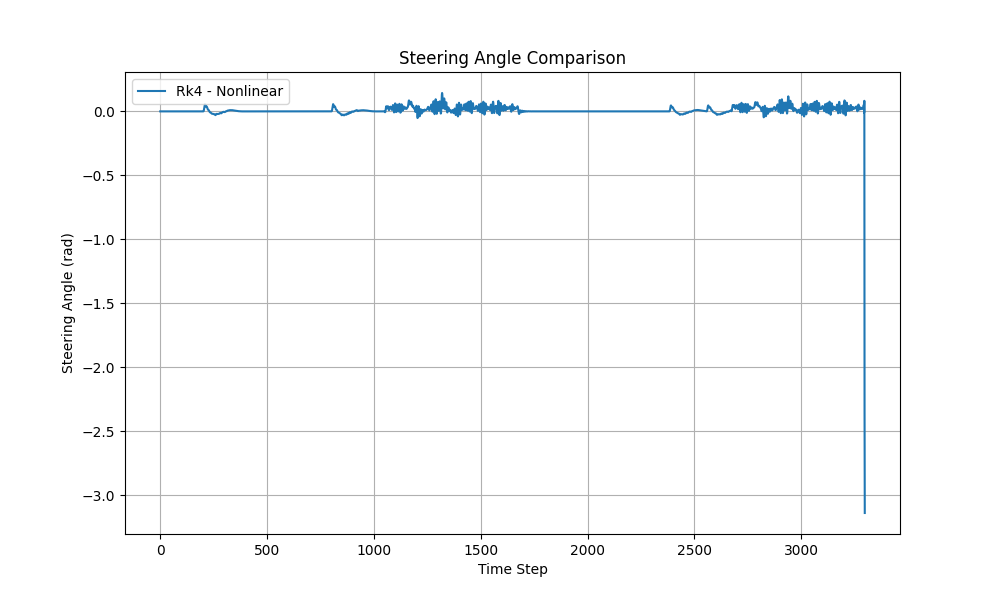 Steering Angle Comparison
Rk4 - Nonlinear
Steering Angle (rad)
0.0
−0.5
−1.0
−1.5
−2.0
−2.5
−3.0
0 500 1000 1500 2000 2500 3000
Time Step